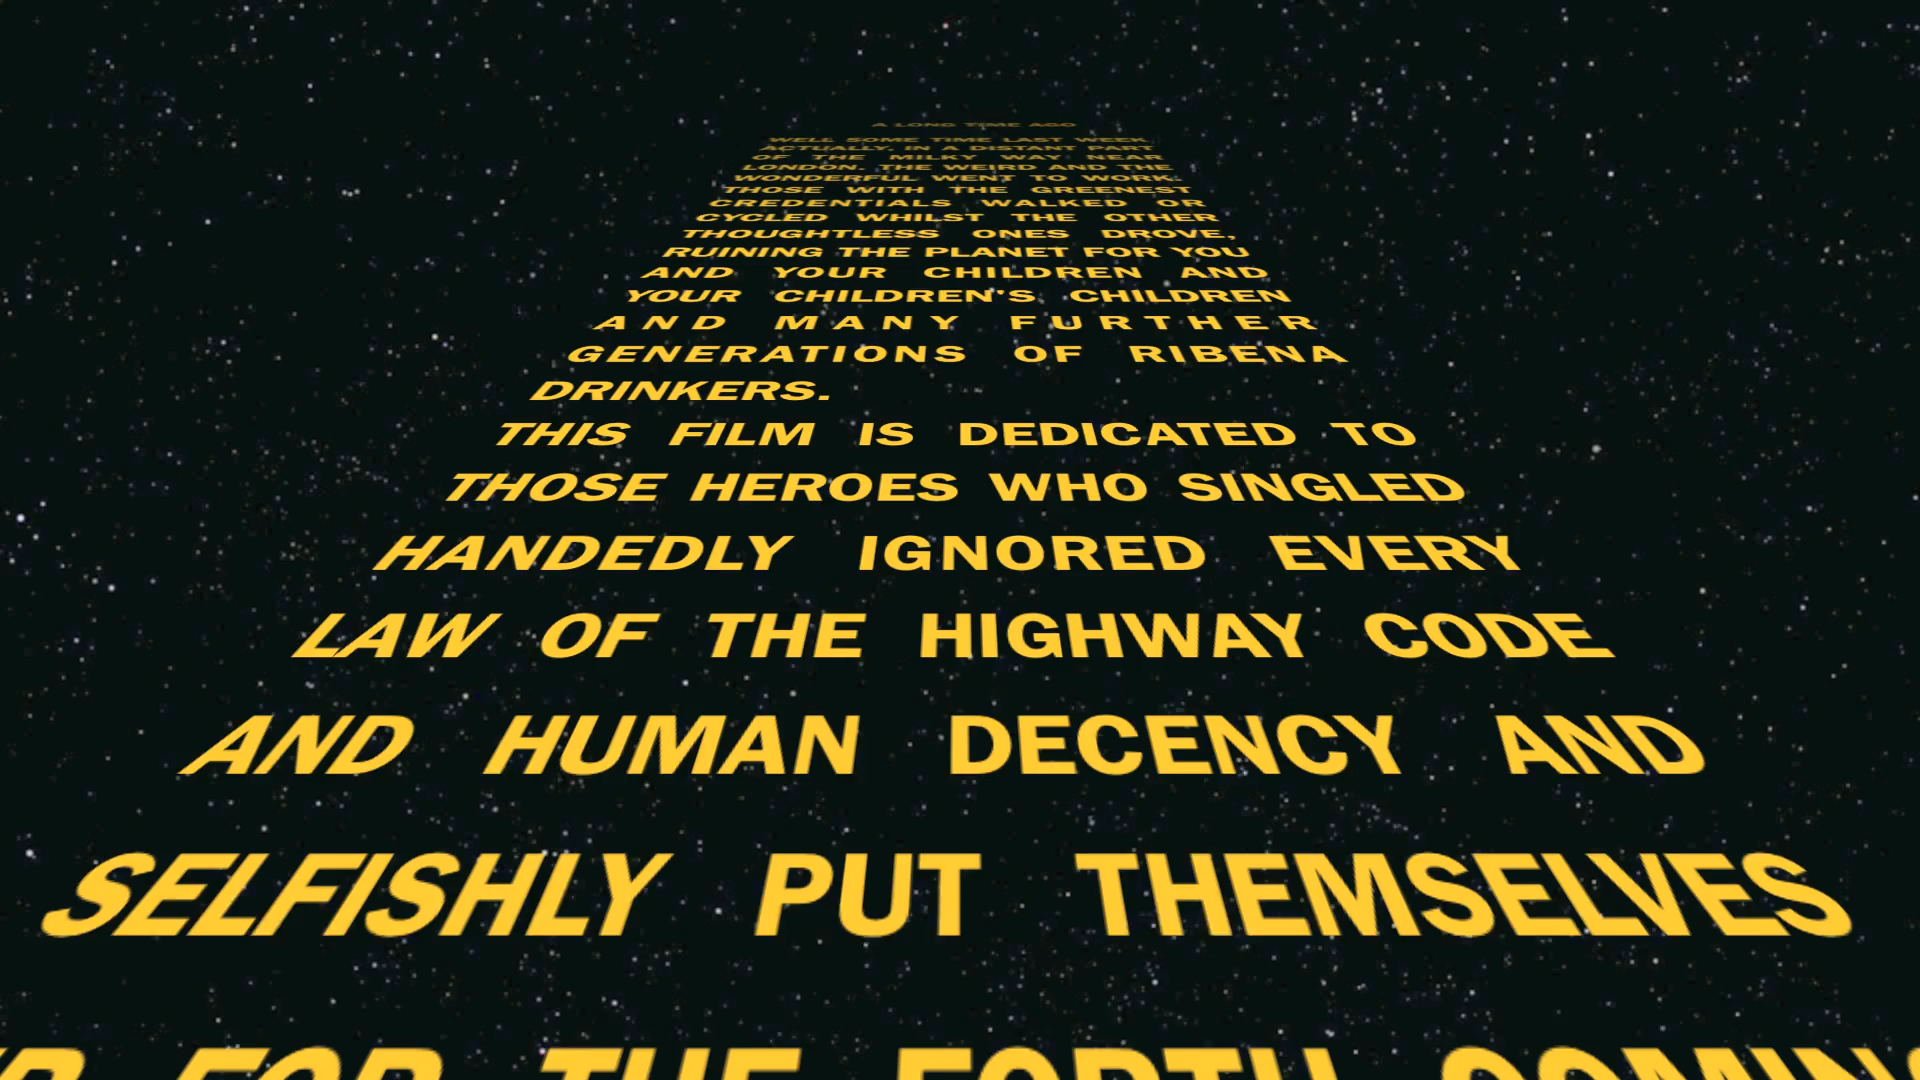 A LONG TIME AGO
WELL SOME TIME LAST WEEK
ACTUALLY, IN A DISTANT PART
OF THE MILKY WAY NEAR
LONDON. THE WEIRD AND THE
WONDERFUL WENT TO WORK.
THOSE WITH THE GREENEST
CREDENTIALS WALKED OR
CYCLED WHILST THE OTHER
THOUGHTLESS ONES DROVE,
RUINING THE PLANET FOR YOU
AND YOUR CHILDREN AND
YOUR CHILDREN'S CHILDREN
AND MANY FURTHER
GENERATIONS OF RIBENA
DRINKERS.
THIS FILM IS DEDICATED TO
THOSE HEROES WHO SINGLED
HANDEDLY IGNORED EVERY
LAW OF THE HIGHWAY CODE
AND HUMAN DECENCY AND
SELFISHLY PUT THEMSELVES
FOR THE FORTH